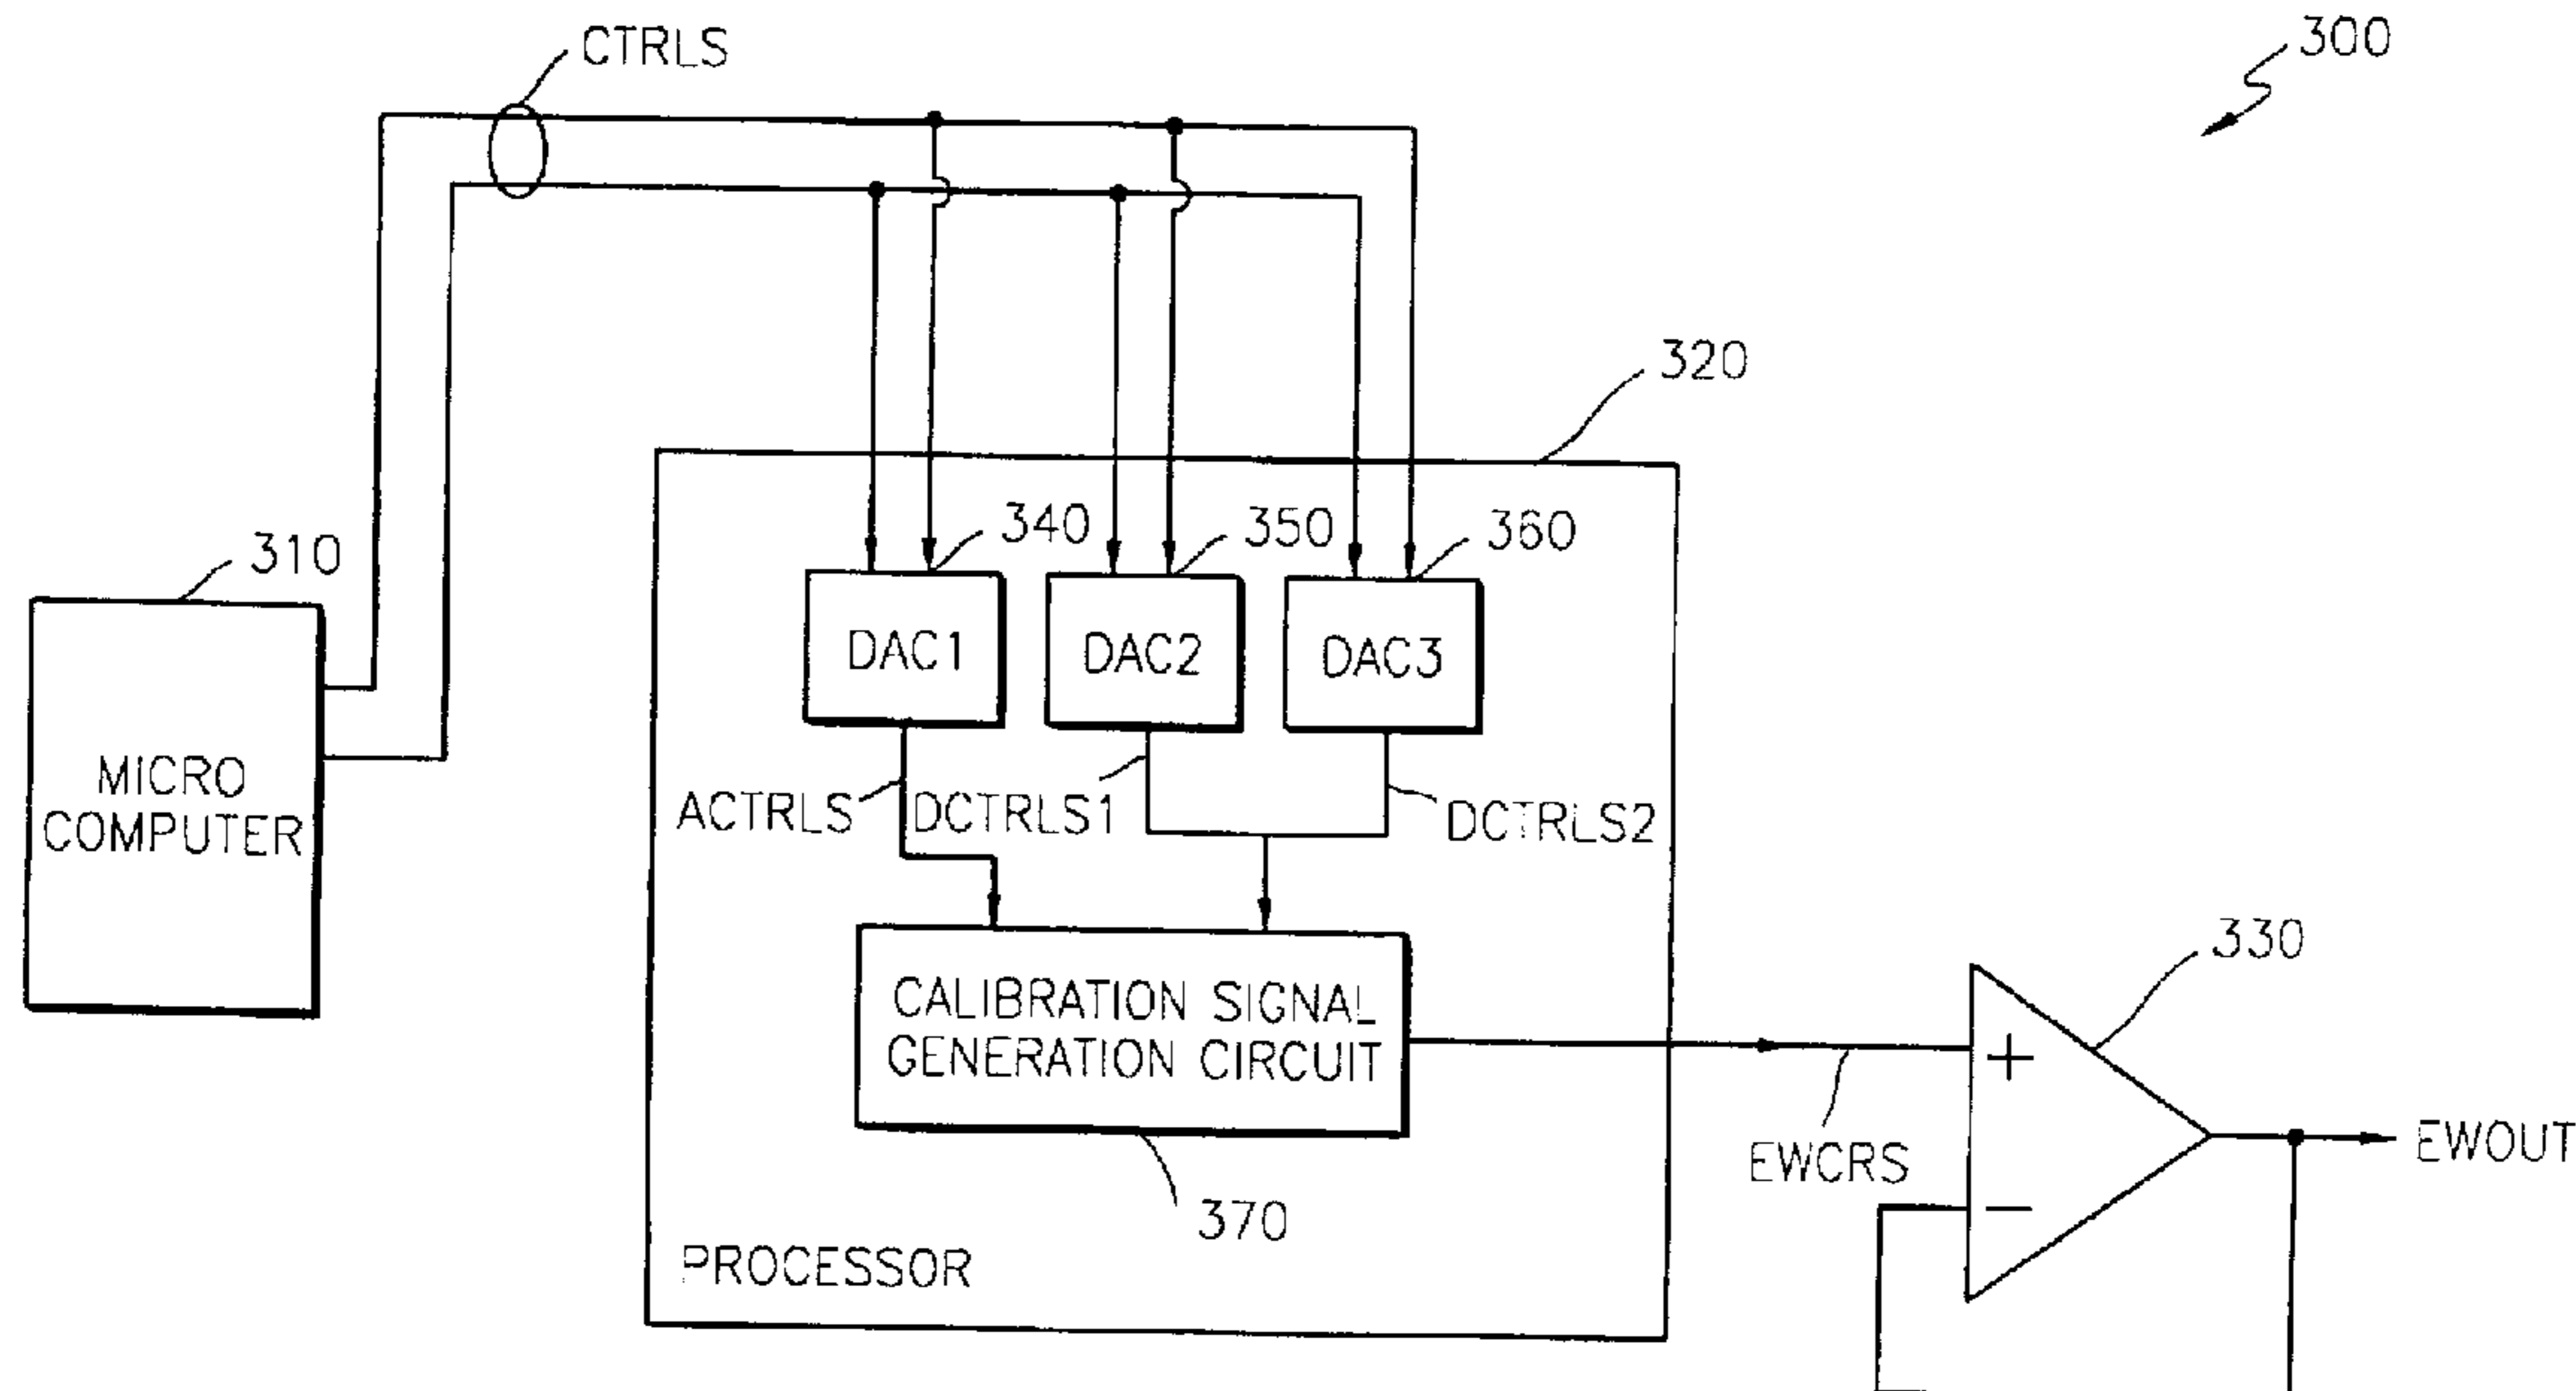 CTRLS
300
320
310
340
350
360
DAC1
DAC2
DAC3
MICRO
COMPUTER
ACTRLS
DCTRLS1
DCTRLS2
CALIBRATION SIGNAL
GENERATION CIRCUIT
330
+
−
EWCRS
EWOUT
370
PROCESSOR